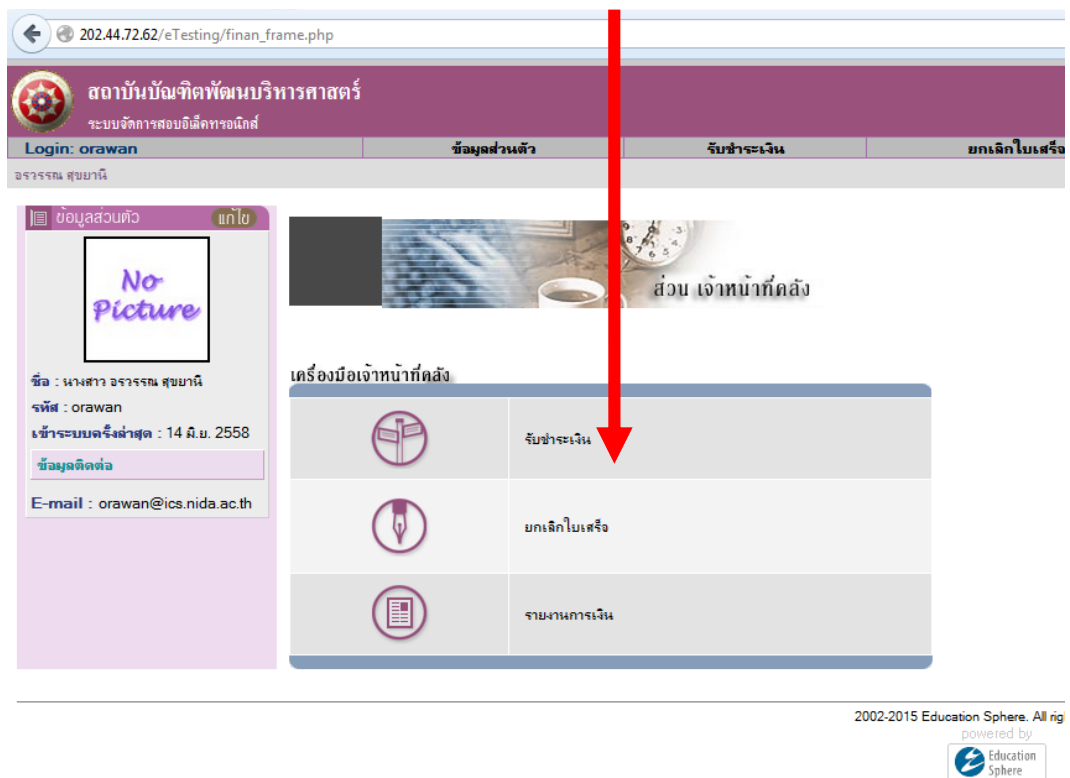 202.44.72.62/eTesting/finan_frame.php
สถาบันบัณฑิตพัฒนบริหารศาสตร์
ระบบจัดการสอบอิเล็คทรอนิกส์
Login: orawan ข้อมูลส่วนตัว รับชำระเงิน ยกเลิกใบเสร็จ
อรวรรณ สุขยานี
ข้อมูลส่วนตัว แก้ไข
No
Picture
ส่วน เจ้าหน้าที่คลัง
ชื่อ : นางสาว อรวรรณ สุขยานี
รหัส : orawan
เข้าระบบครั้งล่าสุด : 14 มิ.ย. 2558
ข้อมูลติดต่อ
E-mail : orawan@ics.nida.ac.th
เครื่องมือเจ้าหน้าที่คลัง
รับชำระเงิน
ยกเลิกใบเสร็จ
รายงานการเงิน
2002-2015 Education Sphere. All rig
powered by
Education
Sphere